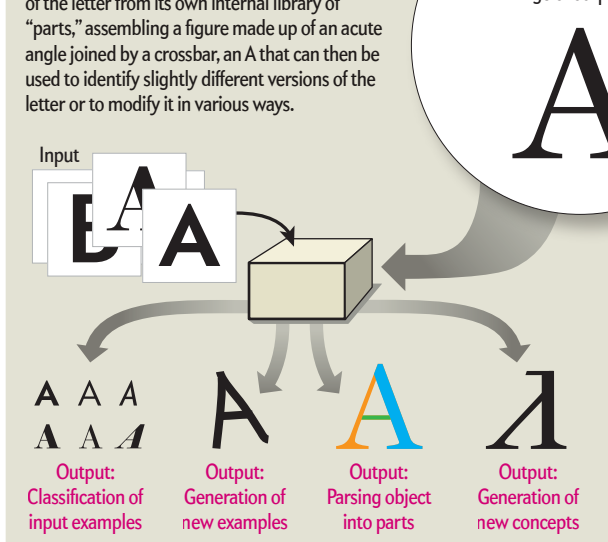 of the letter from its own internal library of
“parts,” assembling a figure made up of an acute
angle joined by a crossbar, an A that can then be
used to identify slightly different versions of the
letter or to modify it in various ways.
A
Input
B
A
A
A A A
A A A
A
A
Output:
Classification of
input examples
Output:
Generation of
new examples
Output:
Parsing object
into parts
Output:
Generation of
new concepts